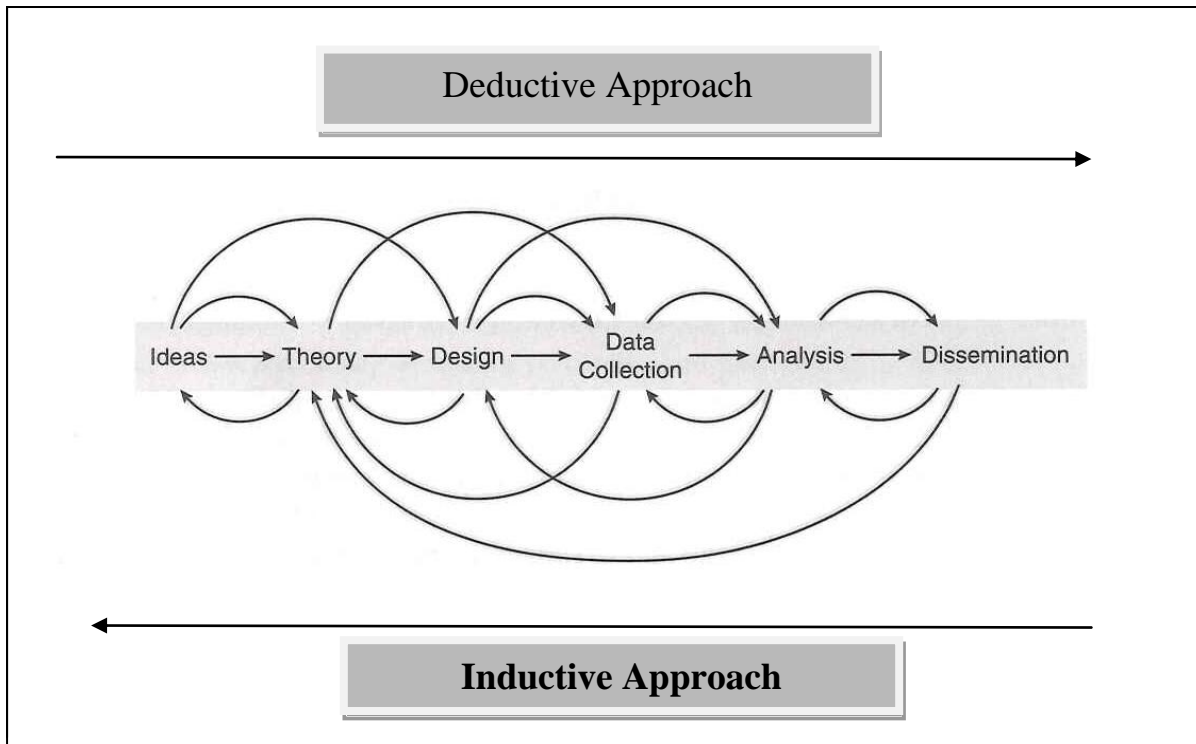 Deductive Approach
Ideas Theory Design Data Collection Analysis Dissemination
Inductive Approach